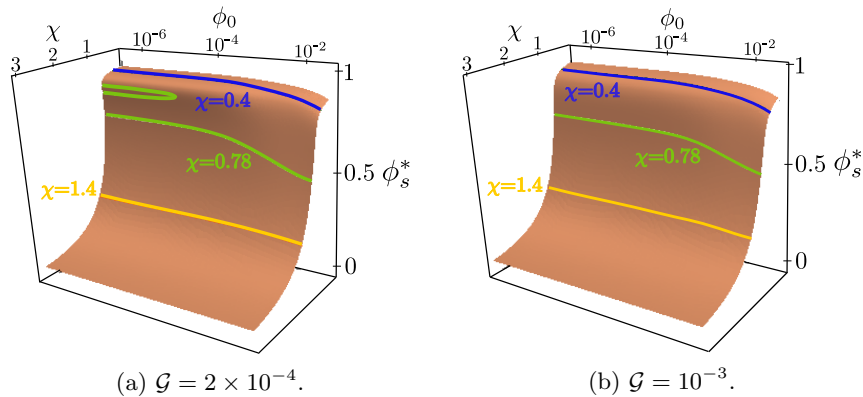 χ
3
2
1
ϕ₀
10⁻⁶
10⁻⁴
10⁻²
1
0.5
ϕₛ*
0
χ=0.4
χ=0.78
χ=1.4
(a) 𝒢 = 2 × 10⁻⁴.
χ
3
2
1
ϕ₀
10⁻⁶
10⁻⁴
10⁻²
1
0.5
ϕₛ*
0
χ=0.4
χ=0.78
χ=1.4
(b) 𝒢 = 10⁻³.